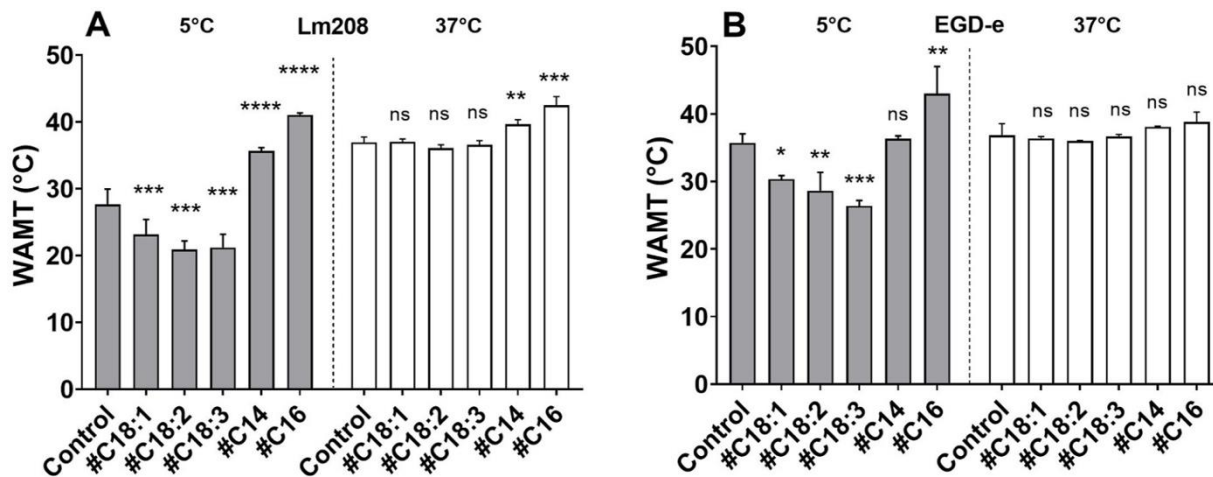 A 5°C Lm208 37°C
WAMT (°C)
50
40
30
20
10
0
*** *** *** **** **** ns ns ns ** ***
Control #C18:1 #C18:2 #C18:3 #C14 #C16 Control #C18:1 #C18:2 #C18:3 #C14 #C16
B 5°C EGD-e 37°C
WAMT (°C)
50
40
30
20
10
0
* ** *** ns ** ns ns ns ns ns
Control #C18:1 #C18:2 #C18:3 #C14 #C16 Control #C18:1 #C18:2 #C18:3 #C14 #C16